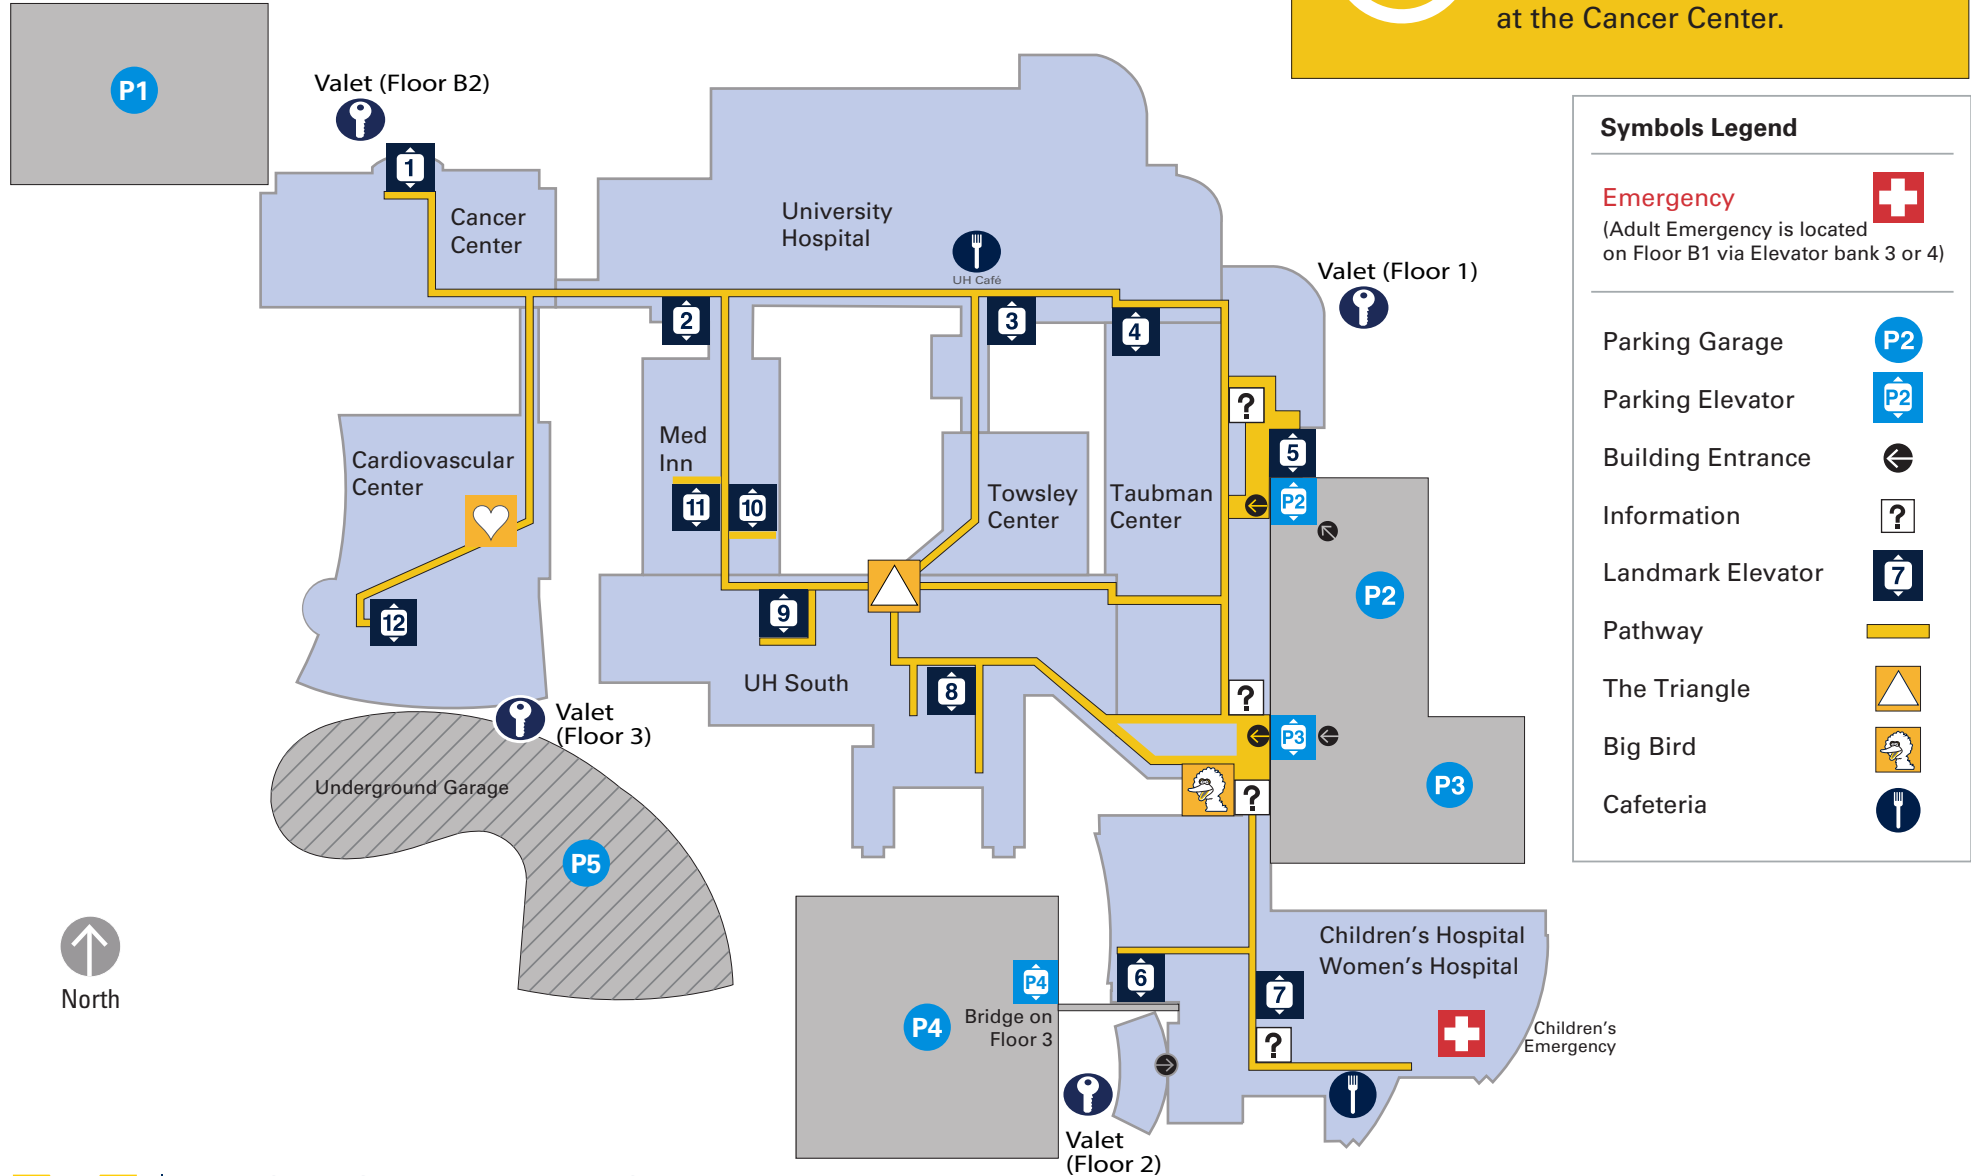 at the Cancer Center.
P1
Valet (Floor B2)
1
Cancer
Center
University
Hospital
UH Café
Valet (Floor 1)
2
3
4
5
P2
Cardiovascular
Center
12
Med
Inn
11
10
Towsley
Center
Taubman
Center
?
P2
9
UH South
8
?
P3
P3
?
Valet
(Floor 3)
Underground Garage
P5
North
P4
P4
Bridge on
Floor 3
6
7
?
Children's Hospital
Women's Hospital
Children's
Emergency
Valet
(Floor 2)
Symbols Legend
Emergency
(Adult Emergency is located
on Floor B1 via Elevator bank 3 or 4)
Parking Garage
P2
Parking Elevator
P2
Building Entrance
Information
?
Landmark Elevator
7
Pathway
The Triangle
Big Bird
Cafeteria